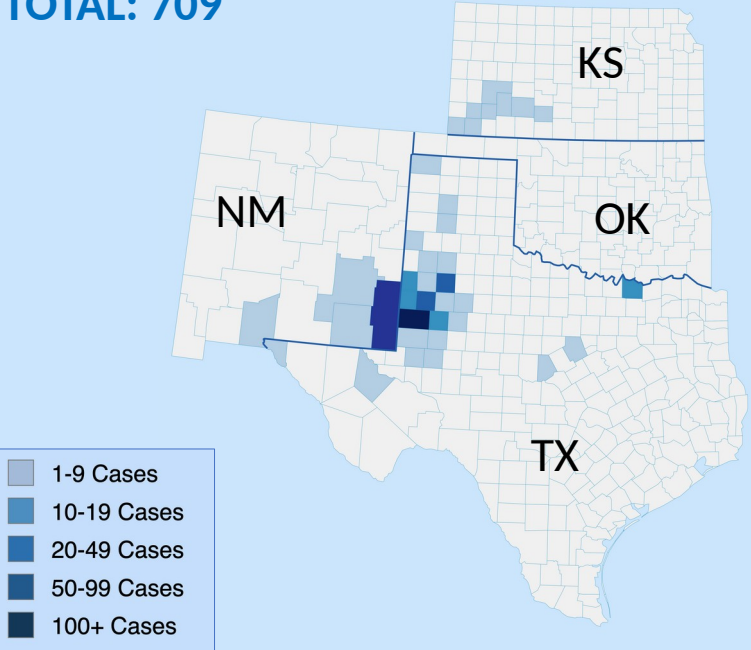 TOTAL: 709
KS
NM
OK
TX
1-9 Cases
10-19 Cases
20-49 Cases
50-99 Cases
100+ Cases